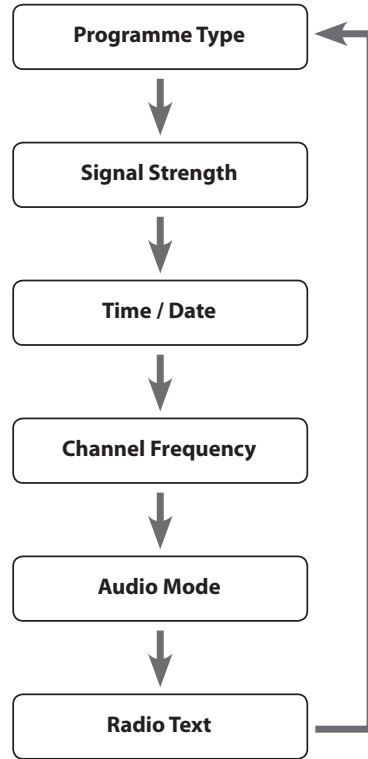 Programme Type
Signal Strength
Time / Date
Channel Frequency
Audio Mode
Radio Text